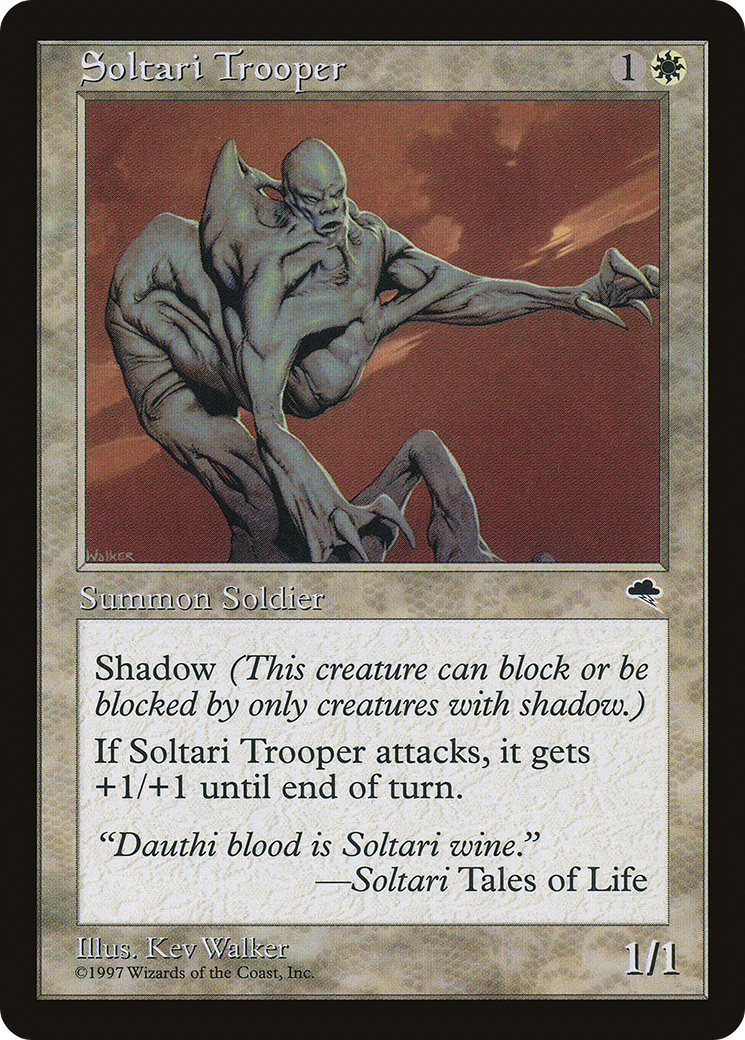 Soltari Trooper 1
Walker
Summon Soldier
Shadow (This creature can block or be
blocked by only creatures with shadow.)
If Soltari Trooper attacks, it gets
+1/+1 until end of turn.
“Dauthi blood is Soltari wine.”
—Soltari Tales of Life
Illus. Kev Walker
©1997 Wizards of the Coast, Inc.
1/1